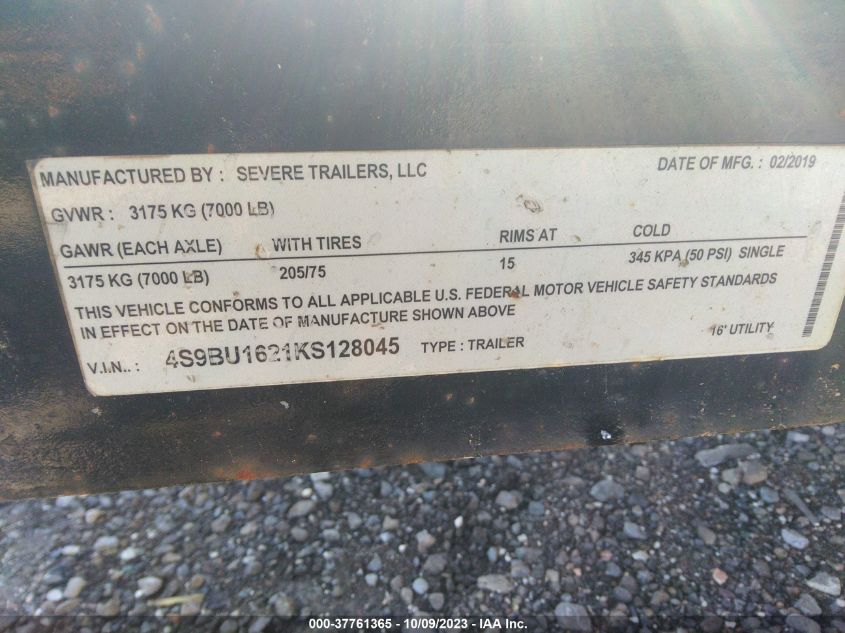 MANUFACTURED BY : SEVERE TRAILERS, LLC DATE OF MFG. : 02/2019
GVWR : 3175 KG (7000 LB)
GAWR (EACH AXLE) WITH TIRES RIMS AT COLD
3175 KG (7000 LB) 205/75 15 345 KPA (50 PSI) SINGLE
THIS VEHICLE CONFORMS TO ALL APPLICABLE U.S. FEDERAL MOTOR VEHICLE SAFETY STANDARDS
IN EFFECT ON THE DATE OF MANUFACTURE SHOWN ABOVE
V.I.N.. : 4S9BU1621KS128045 TYPE : TRAILER 16' UTILITY
000-37761365 - 10/09/2023 - IAA Inc.